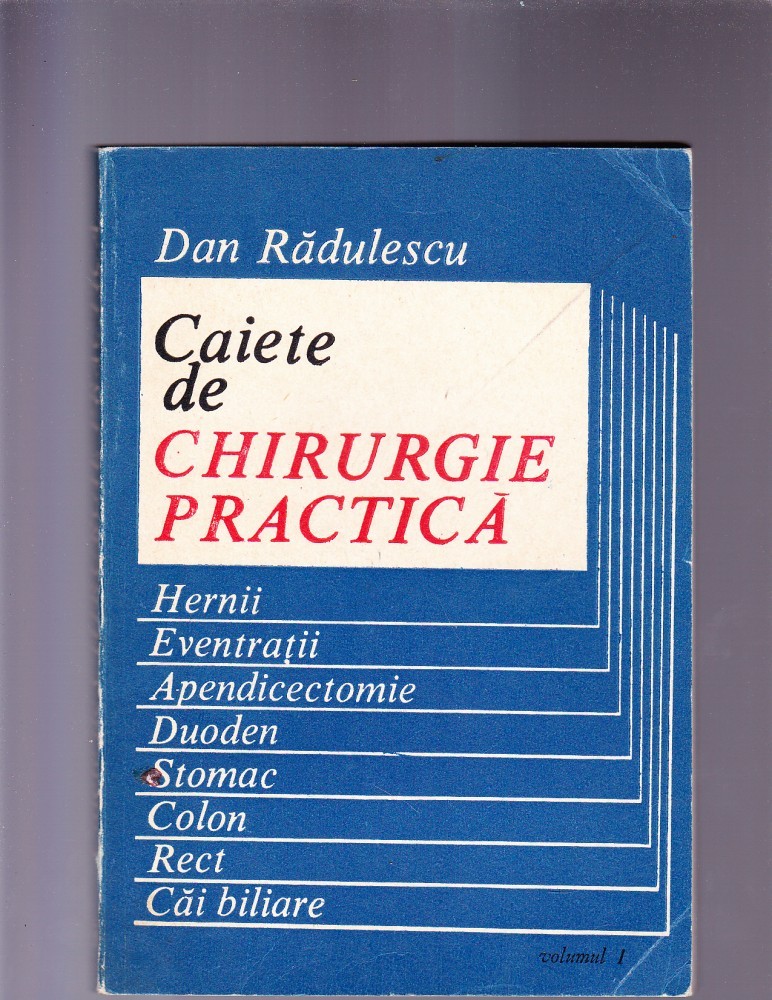 Dan Rădulescu
Caiete
de
CHIRURGIE
PRACTICĂ
Hernii
Eventrații
Apendicectomie
Duoden
Stomac
Colon
Rect
Căi biliare
volumul I